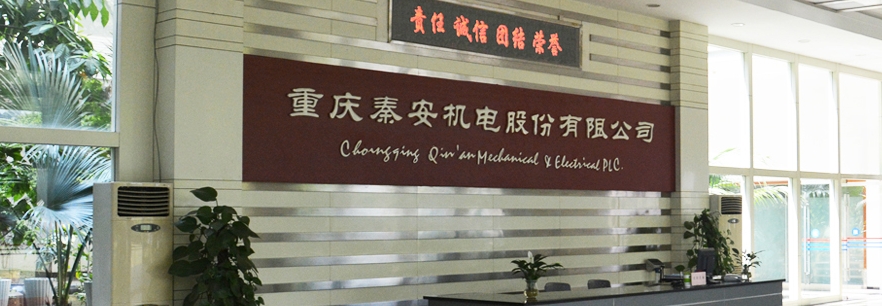 责任 诚信 团结 荣誉
重庆秦安机电股份有限公司
Chongqing Qin'an Mechanical & Electrical PLC.